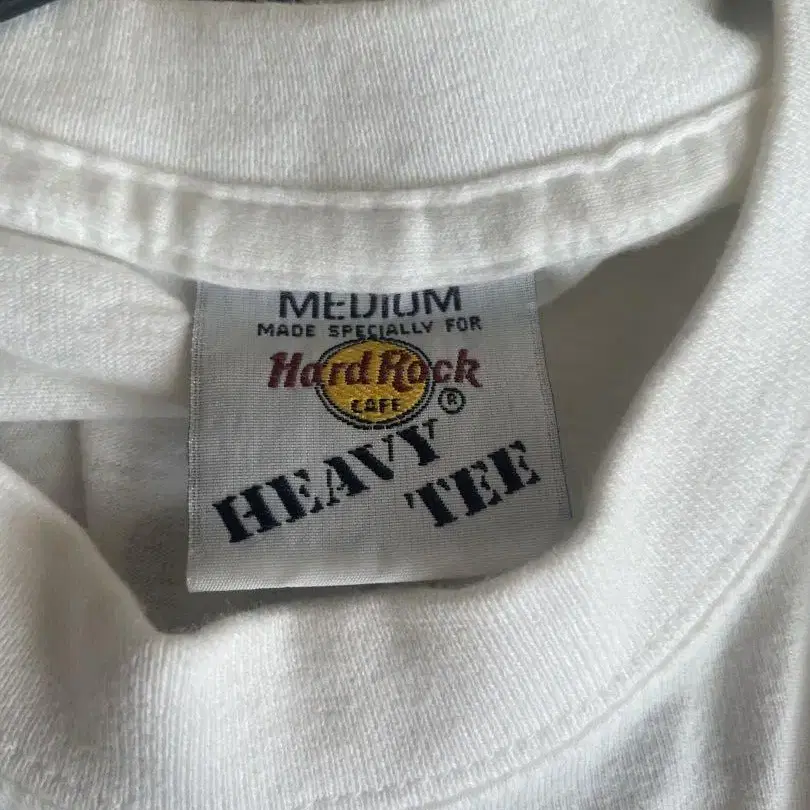 MEDIUM
MADE SPECIALLY FOR
Hard Rock
CAFE ®
HEAVY
TEE